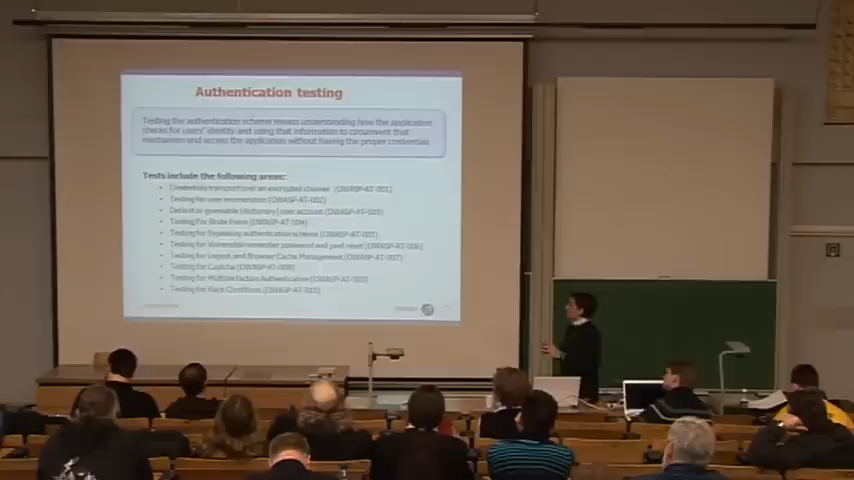 Authentication testing
Testing the authentication scheme means understanding how the application
checks for users' identity and using that information to circumvent that
mechanism and access the application without having the proper credentials.
Tests include the following areas:
• Credentials transport over an encrypted channel (OWASP-AT-001)
• Testing for user enumeration (OWASP-AT-002)
• Default or guessable (dictionary) user account (OWASP-AT-003)
• Testing For Brute Force (OWASP-AT-004)
• Testing for Bypassing authentication scheme (OWASP-AT-005)
• Testing for Vulnerable remember password and pwd reset (OWASP-AT-006)
• Testing for Logout and Browser Cache Management (OWASP-AT-007)
• Testing for Captcha (OWASP-AT-008)
• Testing for Multiple Factors Authentication (OWASP-AT-009)
• Testing for Race Conditions (OWASP-AT-010)